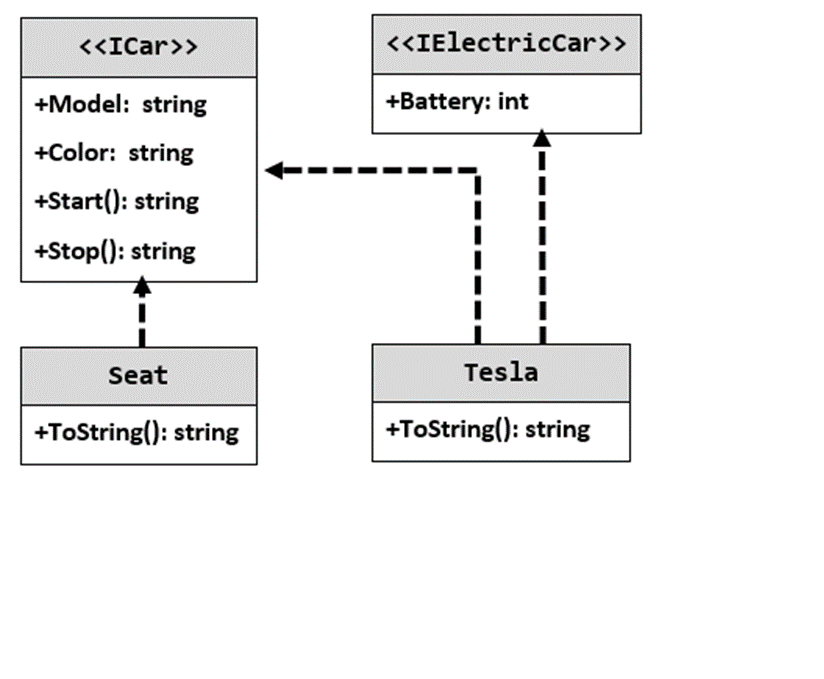 <<ICar>>
+Model:  string
+Color:  string
+Start(): string
+Stop(): string
<<IElectricCar>>
+Battery: int
Seat
+ToString(): string
Tesla
+ToString(): string